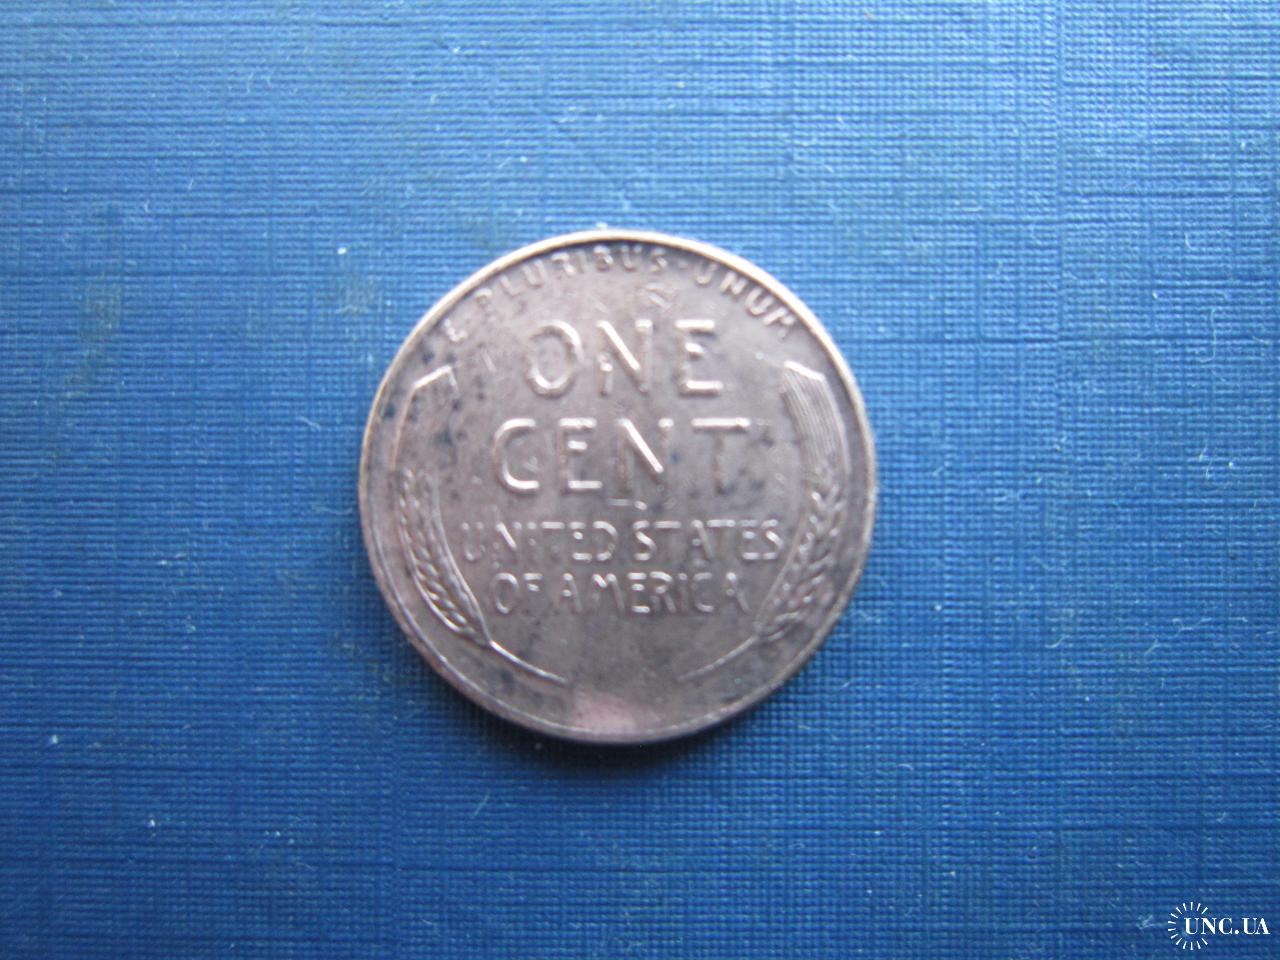 E PLURIBUS · UNUM
ONE
CENT
UNITED STATES
OF AMERICA
UNC.UA